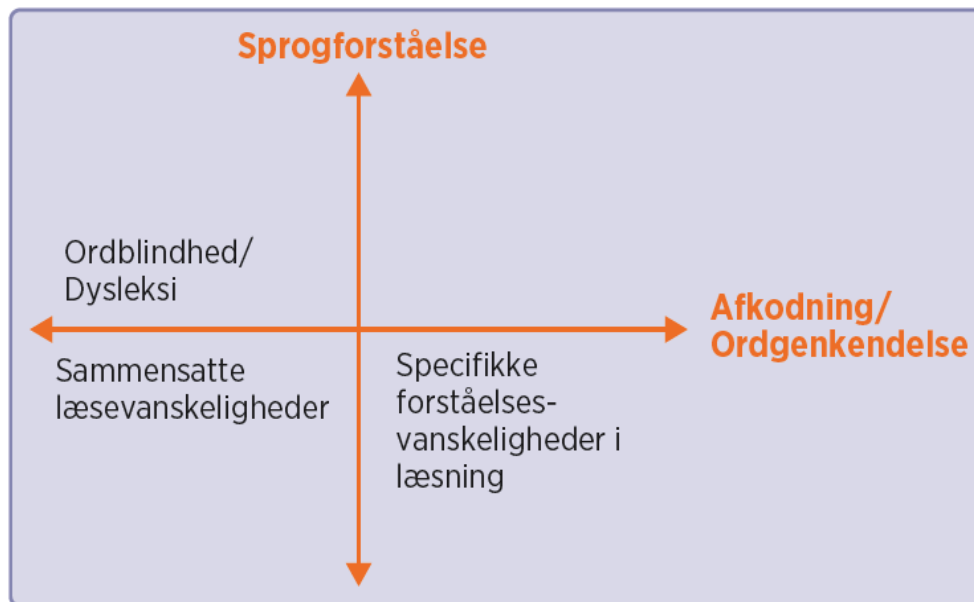 Sprogforståelse
Ordblindhed/
Dysleksi
Afkodning/
Ordgenkendelse
Sammensatte
læsevanskeligheder
Specifikke
forståelses-
vanskeligheder i
læsning